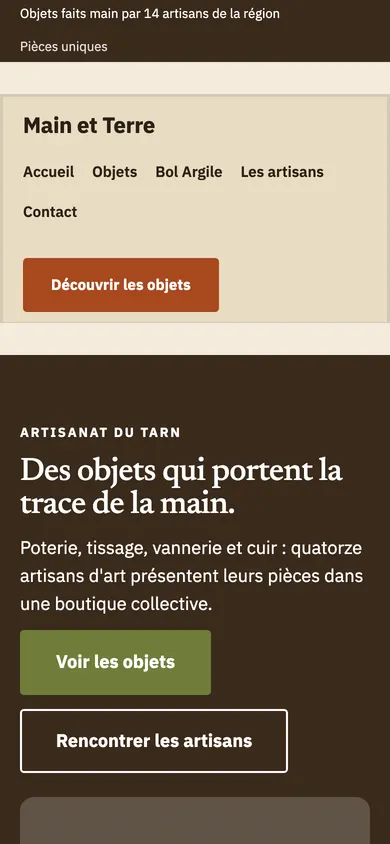 Objets faits main par 14 artisans de la région
Pièces uniques
Main et Terre
Accueil Objets Bol Argile Les artisans
Contact
Découvrir les objets
ARTISANAT DU TARN
Des objets qui portent la
trace de la main.
Poterie, tissage, vannerie et cuir : quatorze
artisans d'art présentent leurs pièces dans
une boutique collective.
Voir les objets
Rencontrer les artisans